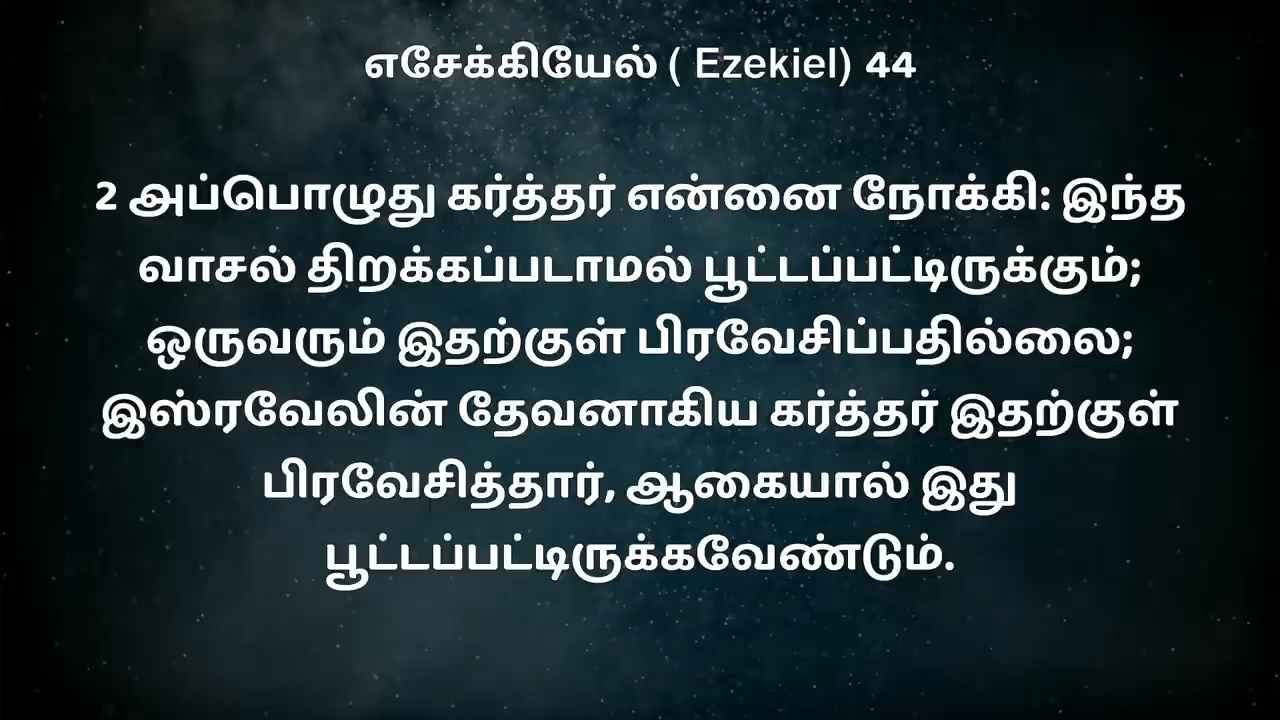 எசேக்கியேல் ( Ezekiel) 44
2 அப்பொழுது கர்த்தர் என்னை நோக்கி: இந்த
வாசல் திறக்கப்படாமல் பூட்டப்பட்டிருக்கும்;
ஒருவரும் இதற்குள் பிரவேசிப்பதில்லை;
இஸ்ரவேலின் தேவனாகிய கர்த்தர் இதற்குள்
பிரவேசித்தார், ஆகையால் இது
பூட்டப்பட்டிருக்கவேண்டும்.